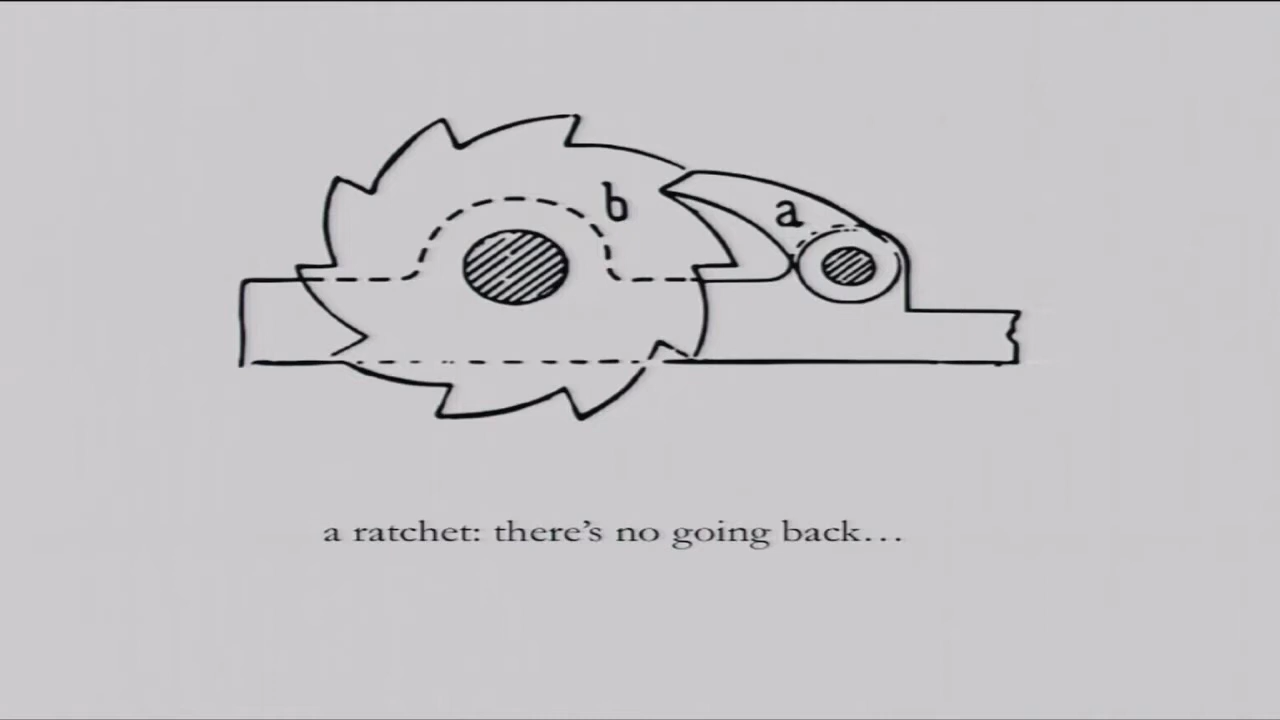 b
a
a ratchet: there’s no going back…